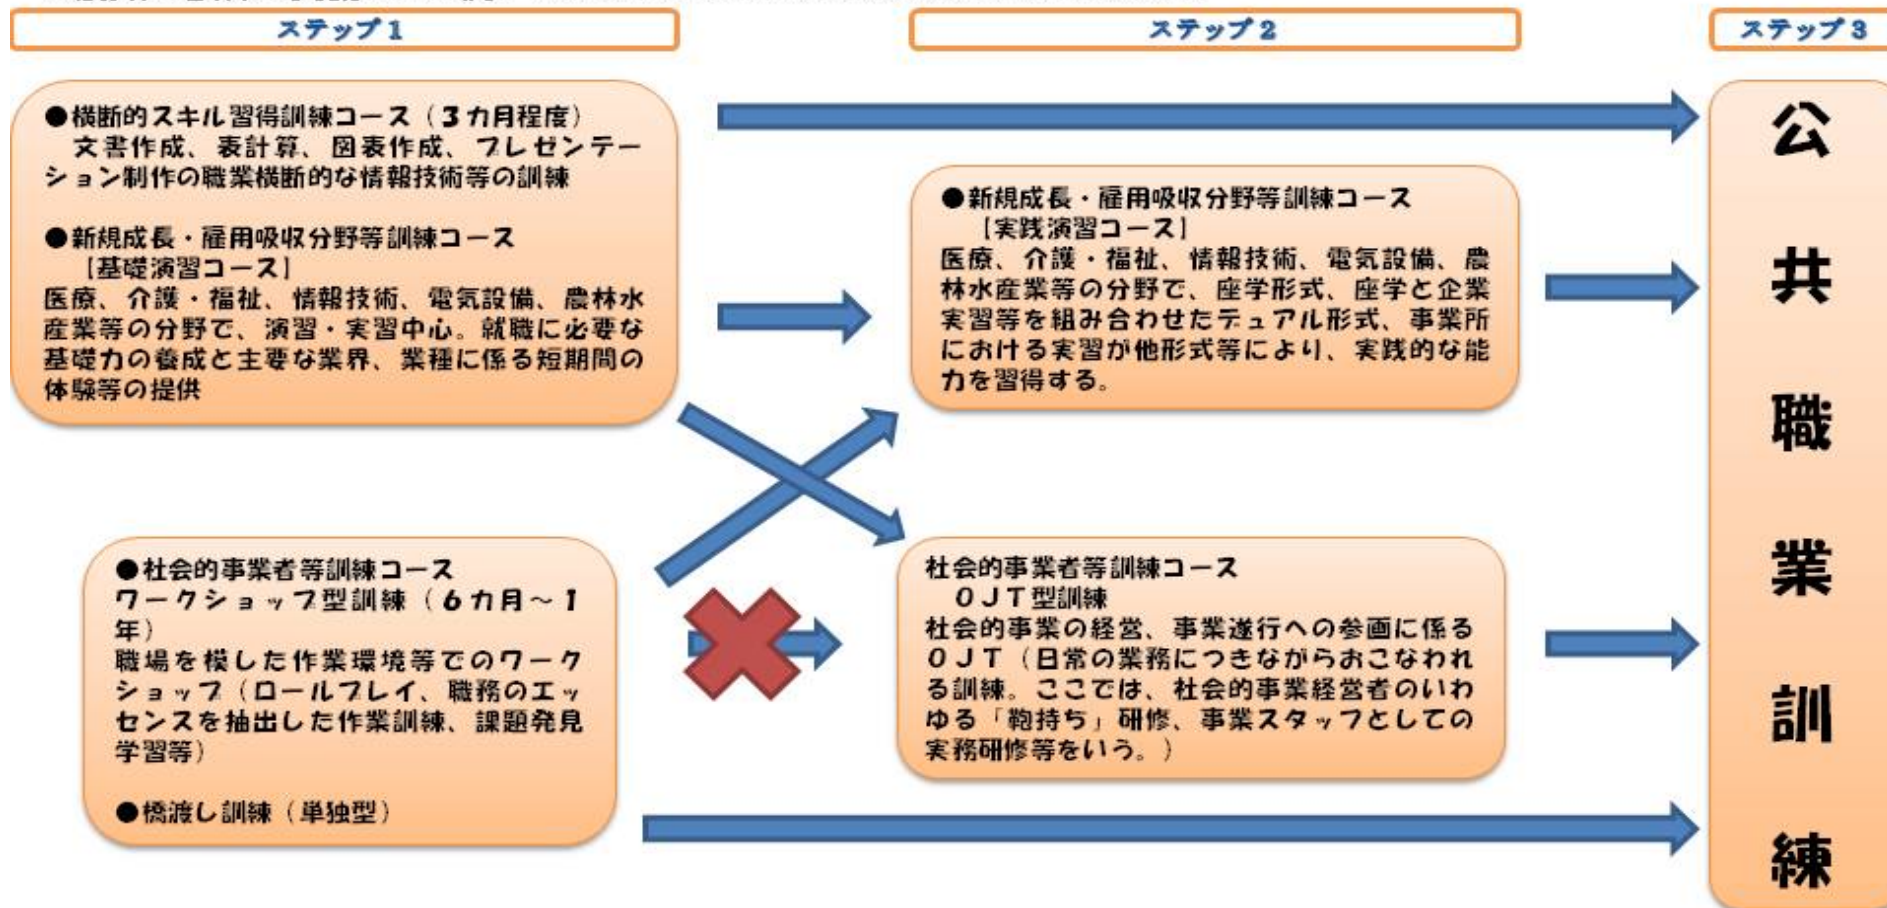 ステップ1
ステップ2
ステップ3
●横断的スキル習得訓練コース（3カ月程度）
文書作成、表計算、図表作成、プレゼンテー
ション制作の職業横断的な情報技術等の訓練
●新規成長・雇用吸収分野等訓練コース
［基礎演習コース］
医療、介護・福祉、情報技術、電気設備、農林水
産業等の分野で、演習・実習中心。就職に必要な
基礎力の養成と主要な業界、業種に係る短期間の
体験等の提供
●社会的事業者等訓練コース
ワークショップ型訓練（6カ月～1
年）
職場を模した作業環境等でのワーク
ショップ（ロールプレイ、職務のエッ
センスを抽出した作業訓練、課題発見
学習等）
●橋渡し訓練（単独型）
●新規成長・雇用吸収分野等訓練コース
［実践演習コース］
医療、介護・福祉、情報技術、電気設備、農
林水産業等の分野で、座学形式、座学と企業
実習等を組み合わせたデュアル形式、事業所
における実習が他形式等により、実践的な能
力を習得する。
社会的事業者等訓練コース
OJT型訓練
社会的事業の経営、事業遂行への参画に係る
OJT（日常の業務につきながらおこなわれ
る訓練。ここでは、社会的事業経営者のいわ
ゆる「鞄持ち」研修、事業スタッフとしての
実務研修等をいう。）
公共職業訓練